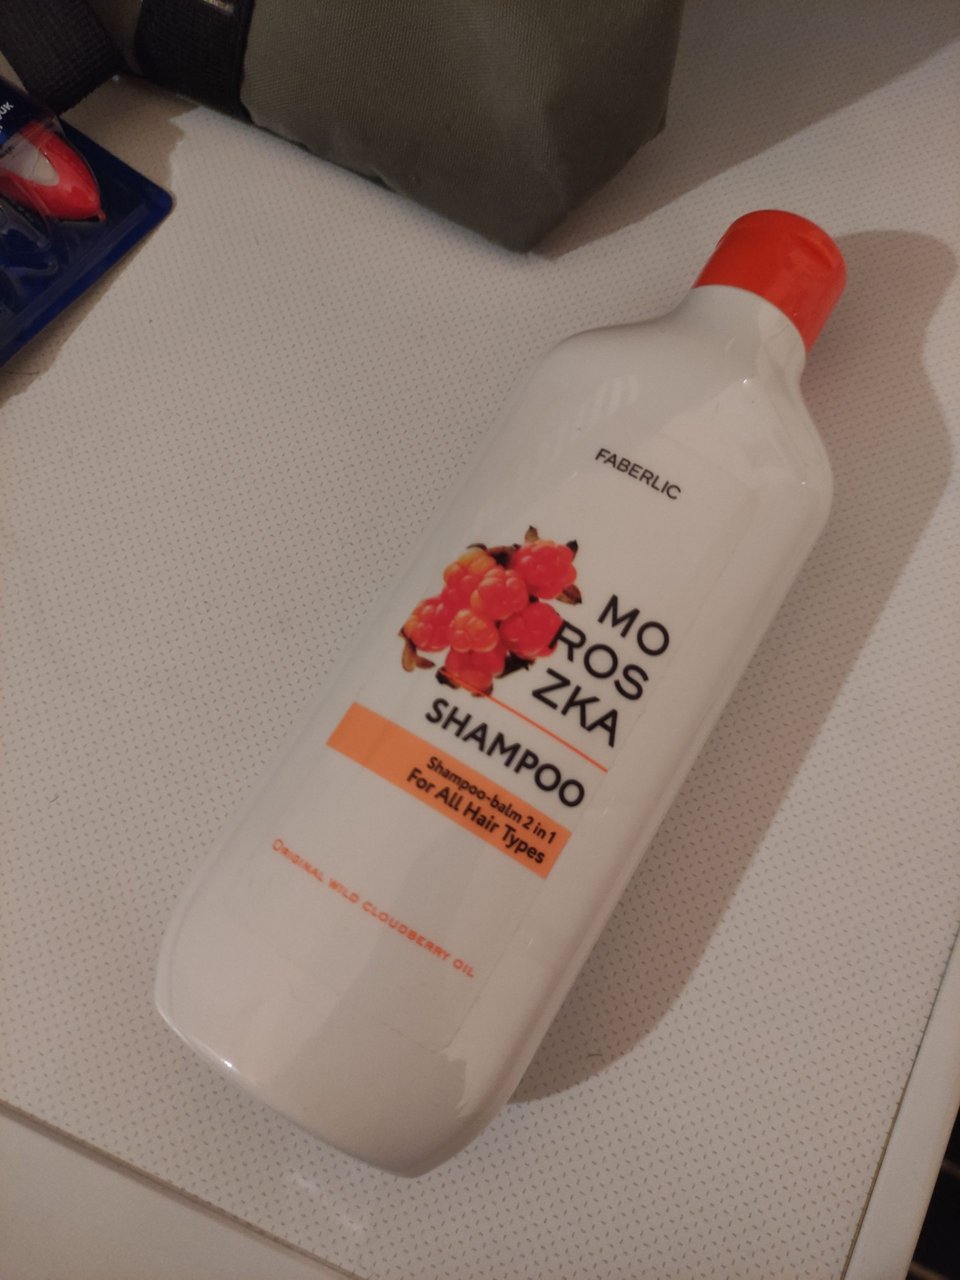 FABERLIC
MO
ROS
ZKA
SHAMPOO
Shampoo-balm 2 in 1
For All Hair Types
ORIGINAL WILD CLOUDBERRY OIL